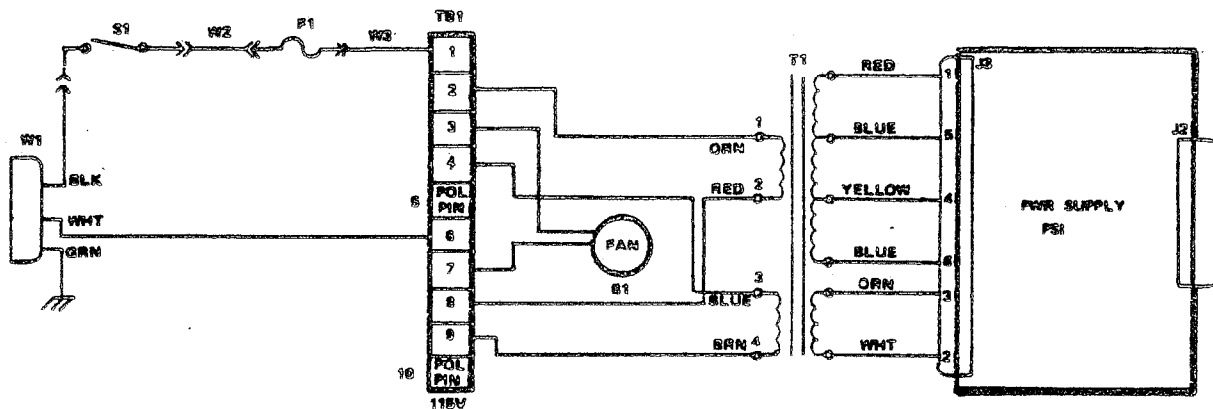 S1
W2
F1
W3
TB1
1
2
3
4
5
POL
PIN
6
7
8
9
10
POL
PIN
115V
W1
BLK
WHT
GRN
FAN
B1
T1
1
ORN
RED
2
3
BLUE
BRN
4
RED
BLUE
YELLOW
BLUE
ORN
WHT
1
5
4
6
3
2
J3
J2
PWR SUPPLY
PS1